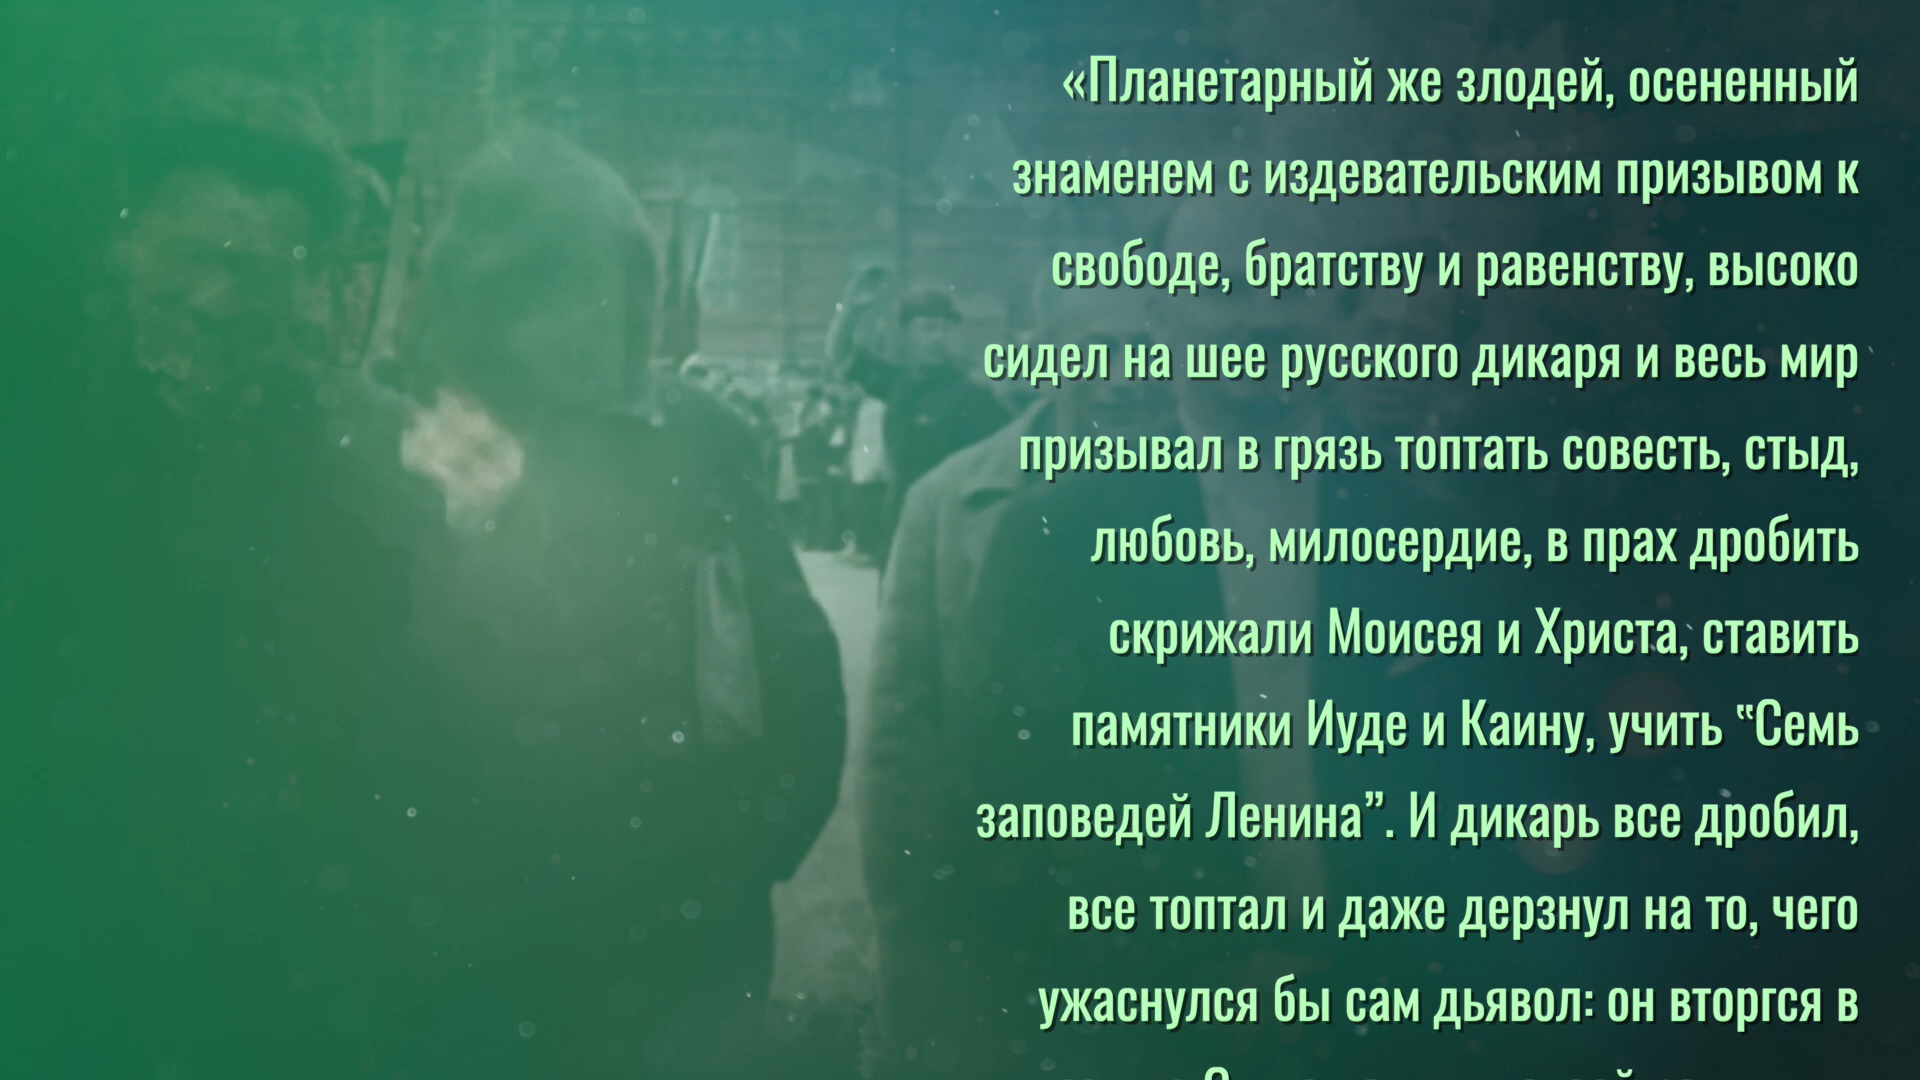 «Планетарный же злодей, осененный
знаменем с издевательским призывом к
свободе, братству и равенству, высоко
сидел на шее русского дикаря и весь мир
призывал в грязь топтать совесть, стыд,
любовь, милосердие, в прах дробить
скрижали Моисея и Христа, ставить
памятники Иуде и Каину, учить “Семь
заповедей Ленина”. И дикарь все дробил,
все топтал и даже дерзнул на то, чего
ужаснулся бы сам дьявол: он вторгся в